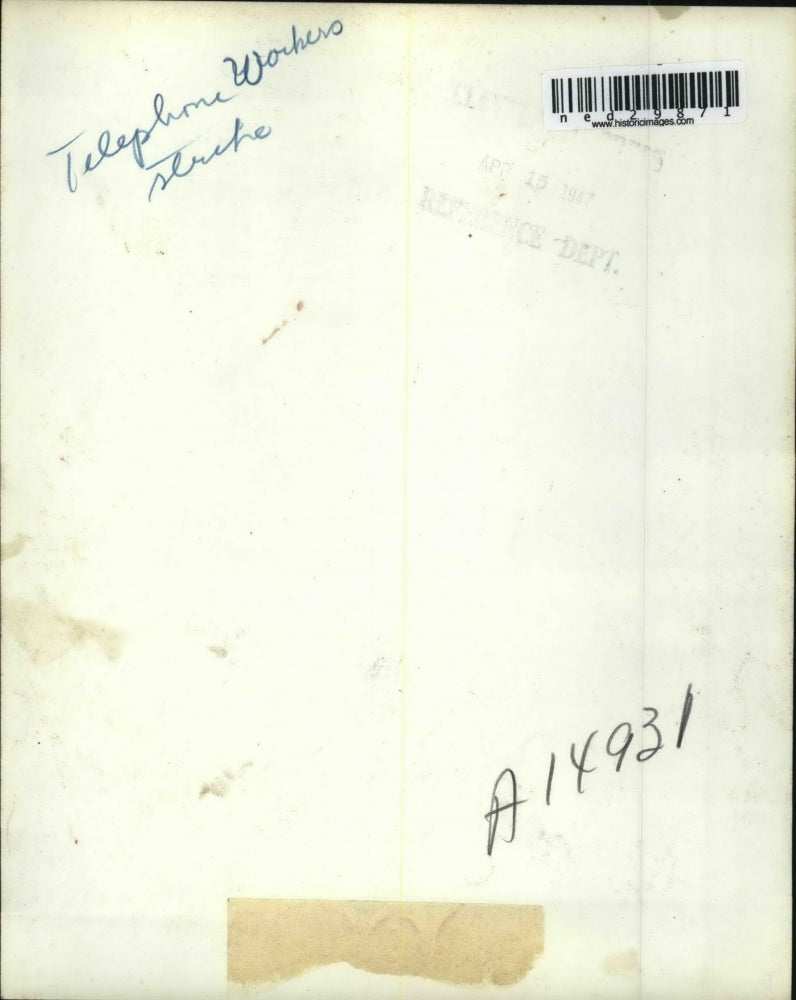 Telephone Workers
strike
ned29871
www.historicimages.com
APR 15 1947
REFERENCE DEPT.
A14931